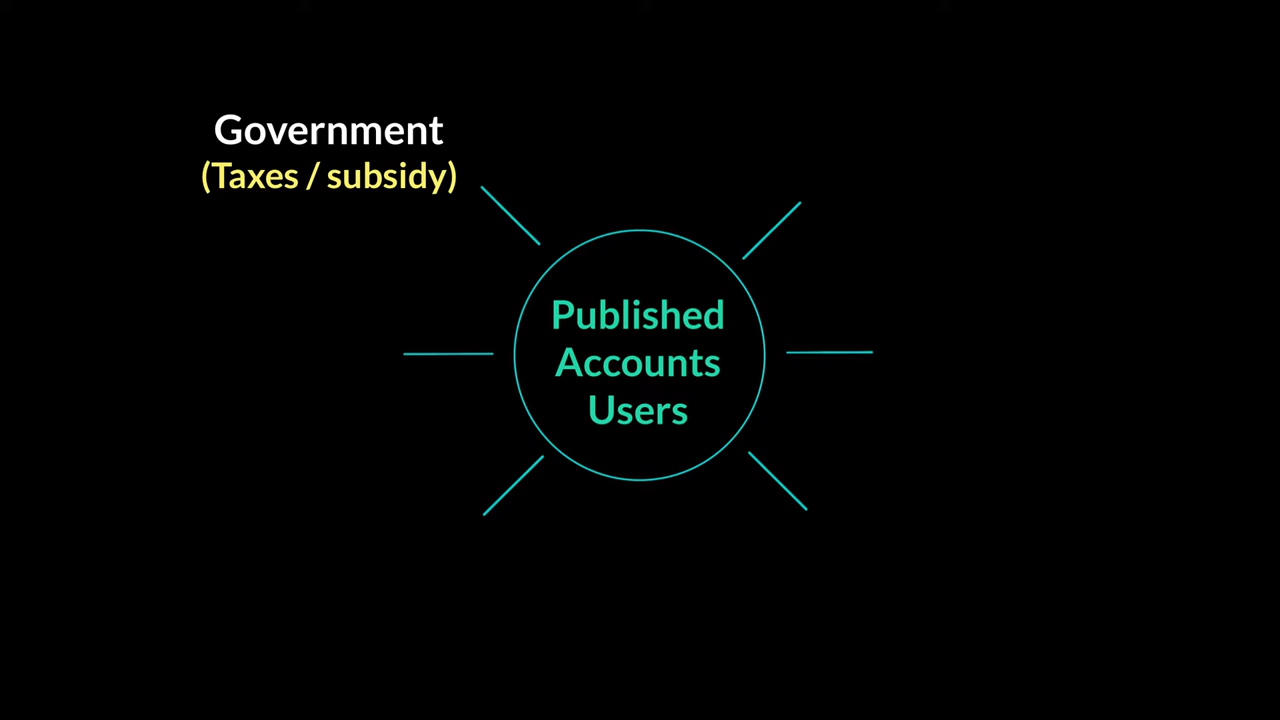 Government
(Taxes / subsidy)
Published
Accounts
Users